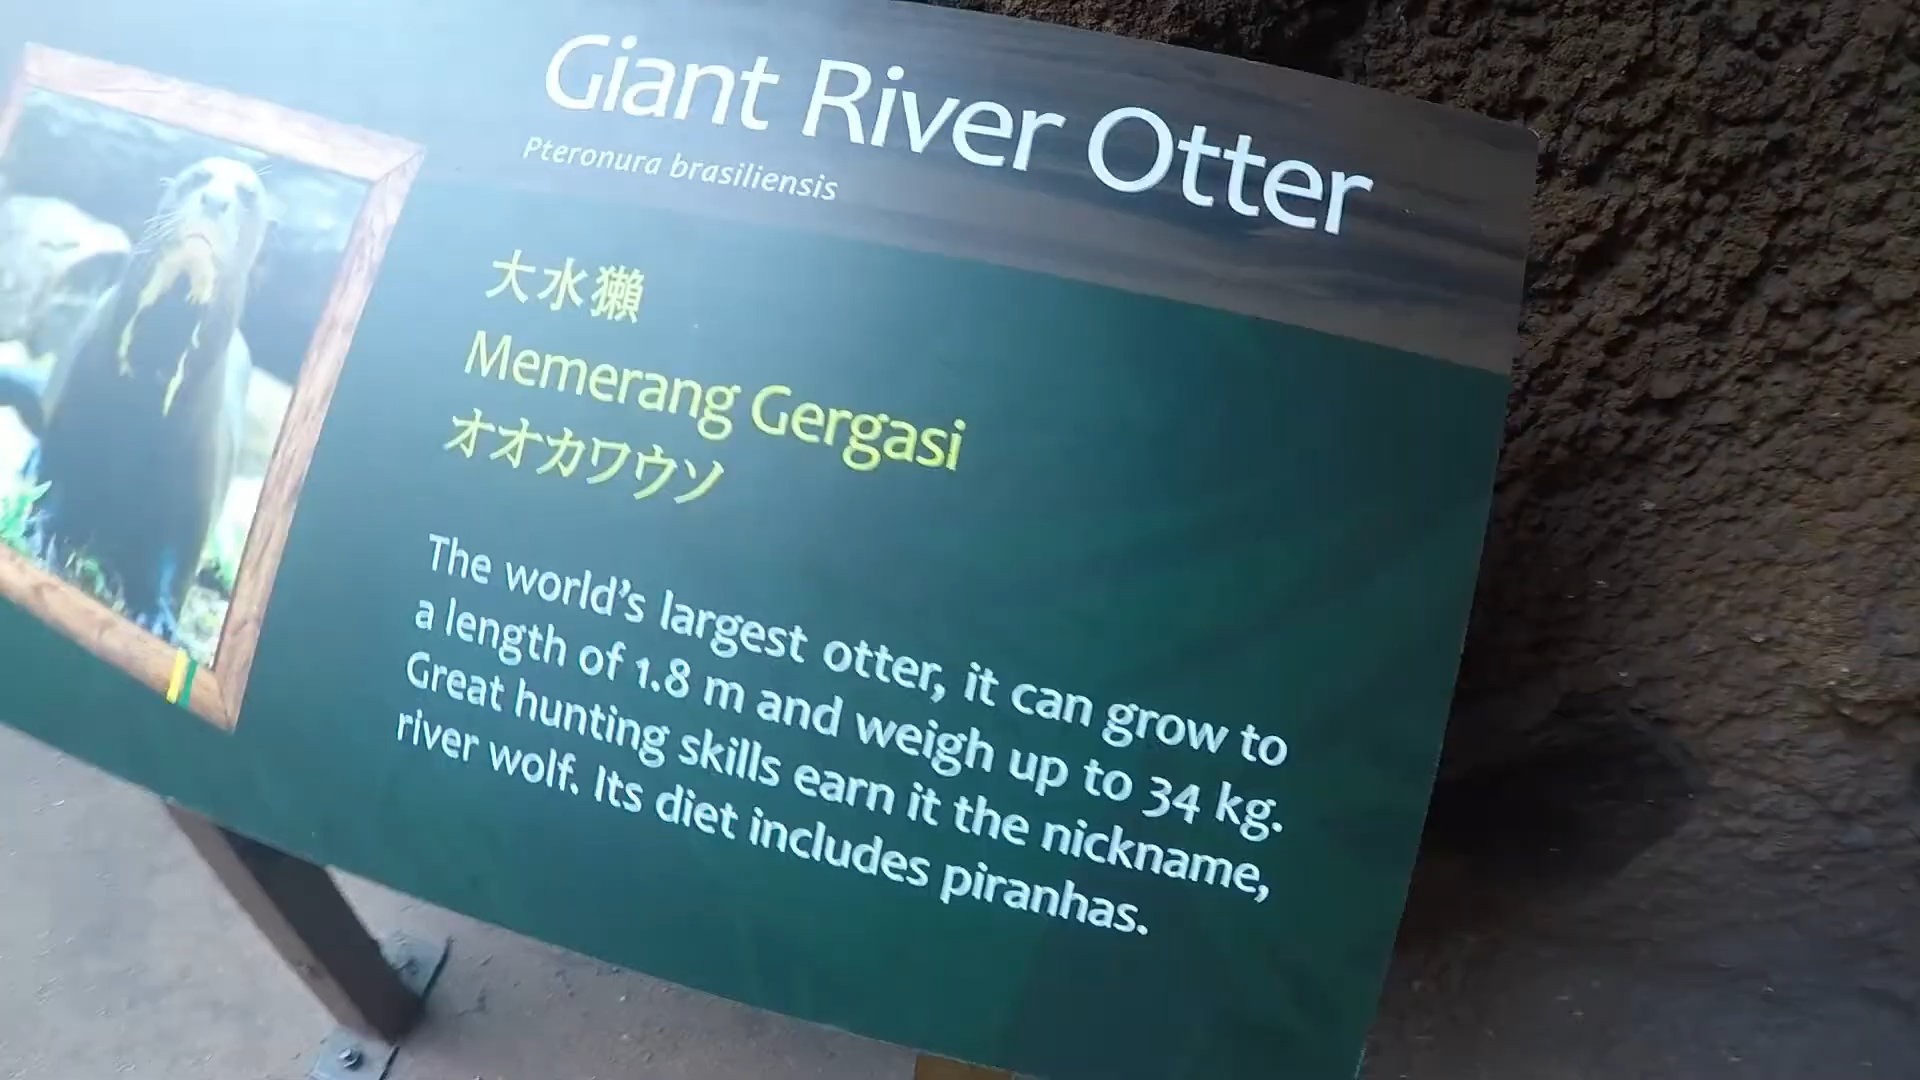 Giant River Otter
Pteronura brasiliensis
大水獺
Memerang Gergasi
オオカワウソ
The world's largest otter, it can grow to
a length of 1.8 m and weigh up to 34 kg.
Great hunting skills earn it the nickname,
river wolf. Its diet includes piranhas.